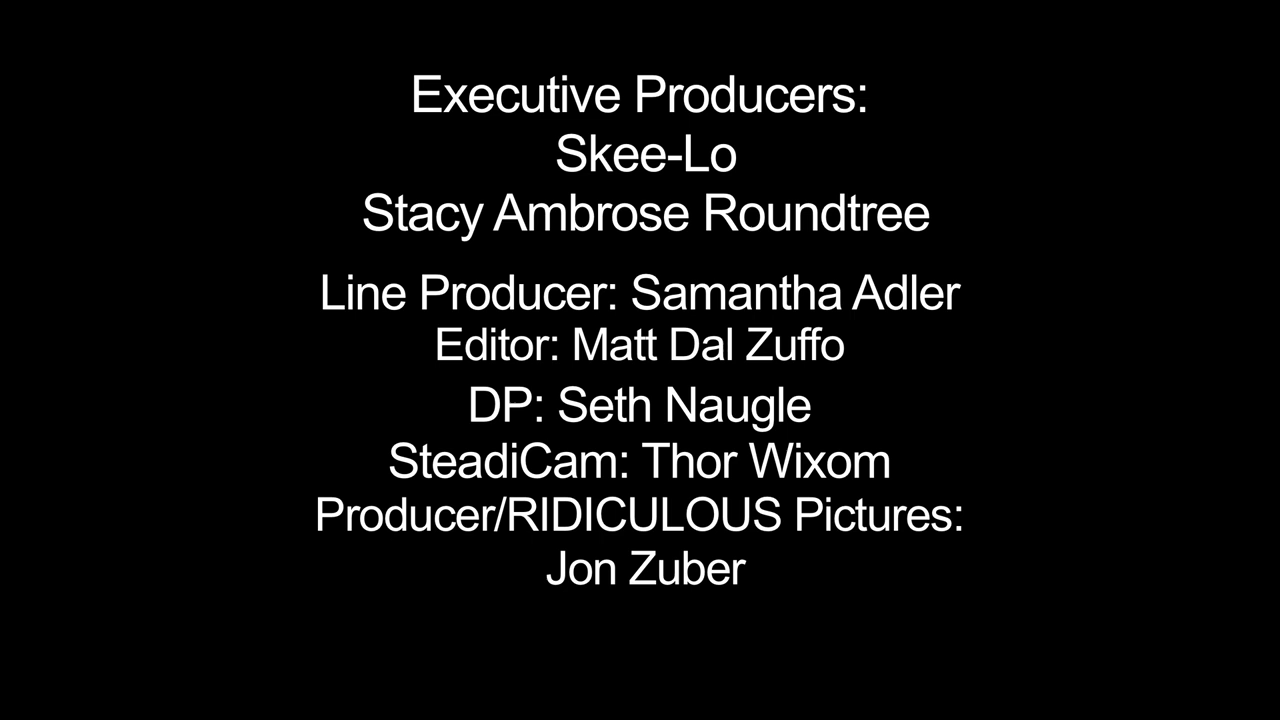 Executive Producers:
Skee-Lo
Stacy Ambrose Roundtree
Line Producer: Samantha Adler
Editor: Matt Dal Zuffo
DP: Seth Naugle
SteadiCam: Thor Wixom
Producer/RIDICULOUS Pictures:
Jon Zuber